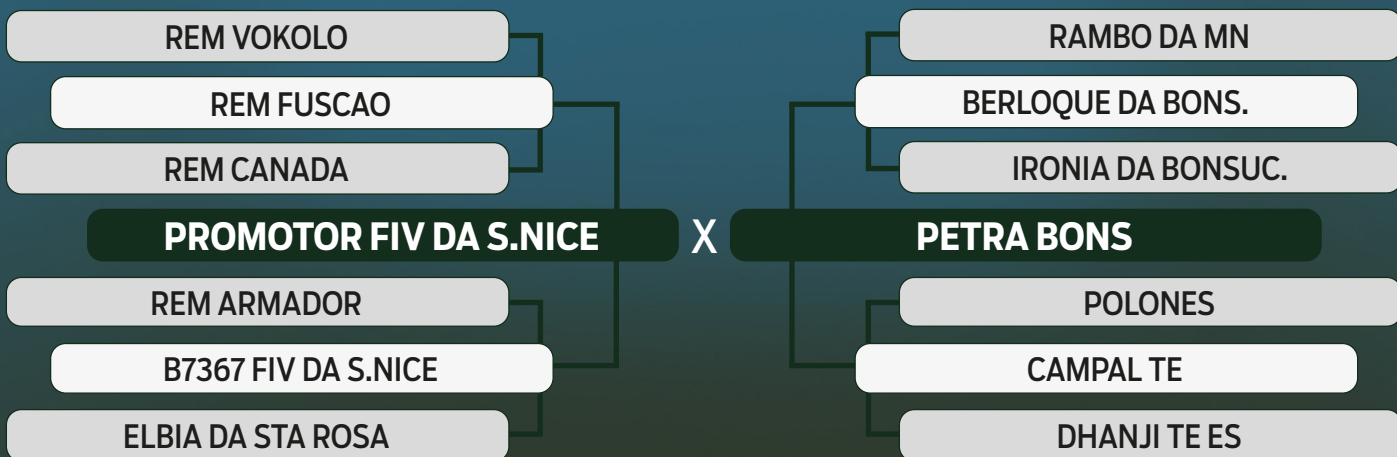 REM VOKOLO
REM FUSCAO
REM CANADA
PROMOTOR FIV DA S.NICE
REM ARMADOR
B7367 FIV DA S.NICE
ELBIA DA STA ROSA
X
RAMBO DA MN
BERLOQUE DA BONS.
IRONIA DA BONSUC.
PETRA BONS
POLONES
CAMPAL TE
DHANJI TE ES